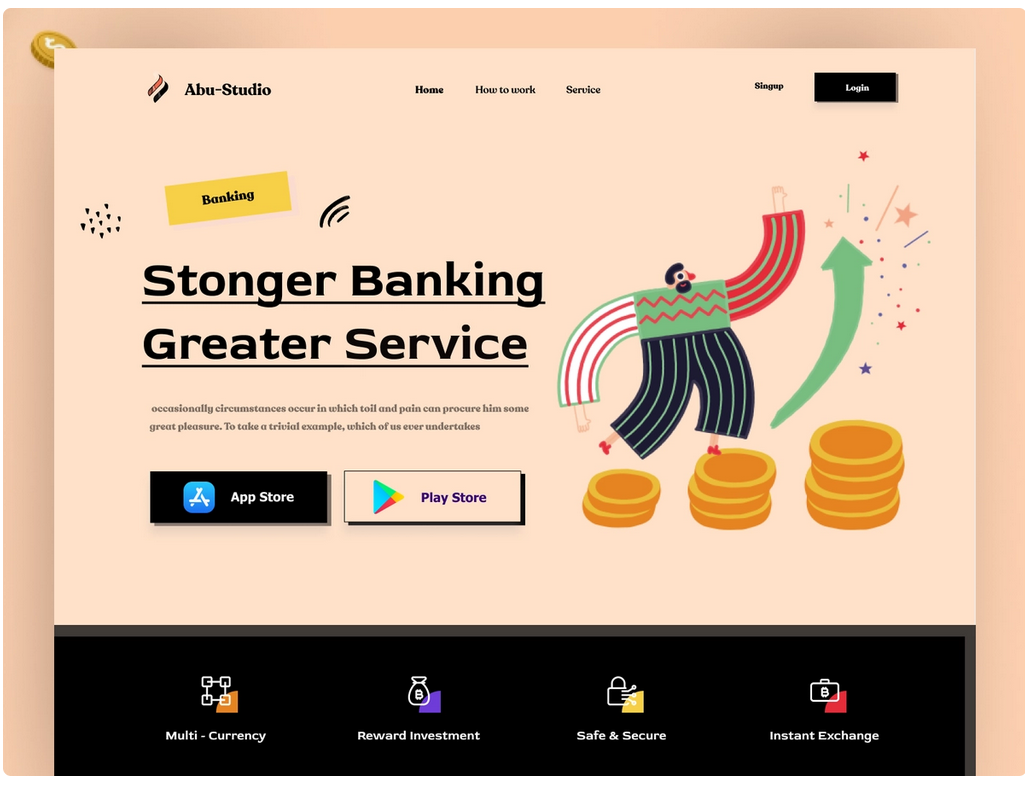 Abu-Studio
Home How to work Service
Singup Login
Banking
Stonger Banking
Greater Service
occasionally circumstances occur in which toil and pain can procure him some
great pleasure. To take a trivial example, which of us ever undertakes
App Store Play Store
Multi - Currency Reward Investment Safe & Secure Instant Exchange